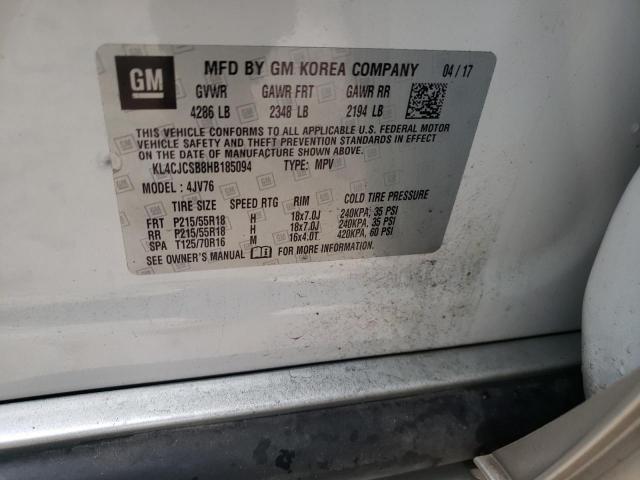 GM MFD BY GM KOREA COMPANY 04/17
GVWR GAWR FRT GAWR RR
4286 LB 2348 LB 2194 LB
THIS VEHICLE CONFORMS TO ALL APPLICABLE U.S. FEDERAL MOTOR
VEHICLE SAFETY AND THEFT PREVENTION STANDARDS IN EFFECT
ON THE DATE OF MANUFACTURE SHOWN ABOVE.
KL4CJCSB8HB185094 TYPE: MPV
MODEL: 4JV76
TIRE SIZE SPEED RTG RIM COLD TIRE PRESSURE
FRT P215/55R18 H 18x7.0J 240KPA, 35 PSI
RR P215/55R18 H 18x7.0J 240KPA, 35 PSI
SPA T125/70R16 M 16x4.0T 420KPA, 60 PSI
SEE OWNER'S MANUAL FOR MORE INFORMATION